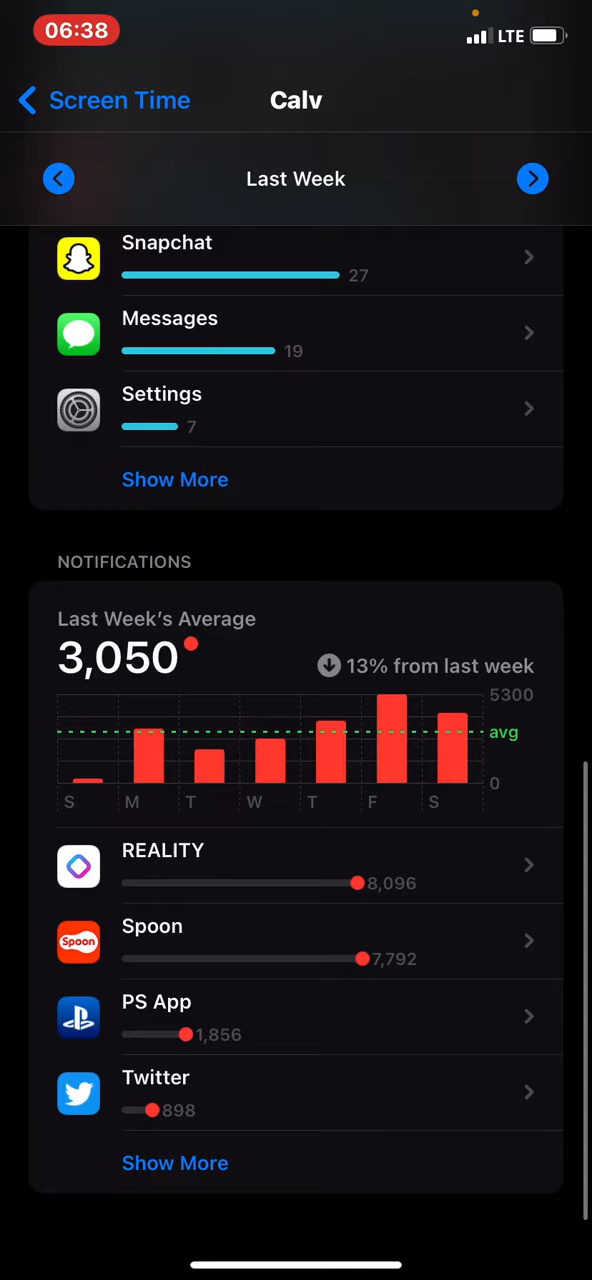 06:38
LTE
Screen Time
Calv
Last Week
Snapchat
27
Messages
19
Settings
7
Show More
NOTIFICATIONS
Last Week's Average
3,050
13% from last week
5300
avg
0
S M T W T F S
REALITY
8,096
Spoon
Spoon
7,792
PS App
1,856
Twitter
898
Show More